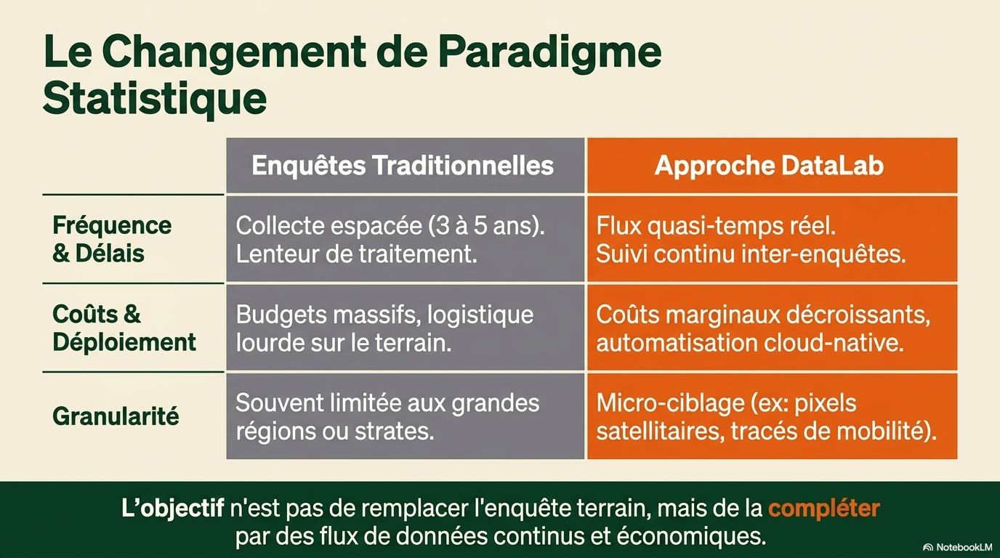 Le Changement de Paradigme
Statistique
Enquêtes Traditionnelles
Approche DataLab
Fréquence
& Délais
Collecte espacée (3 à 5 ans).
Lenteur de traitement.
Flux quasi-temps réel.
Suivi continu inter-enquêtes.
Coûts &
Déploiement
Budgets massifs, logistique
lourde sur le terrain.
Coûts marginaux décroissants,
automatisation cloud-native.
Granularité
Souvent limitée aux grandes
régions ou strates.
Micro-ciblage (ex: pixels
satellitaires, tracés de mobilité).
L'objectif n'est pas de remplacer l'enquête terrain, mais de la compléter
par des flux de données continus et économiques.
NotebookLM